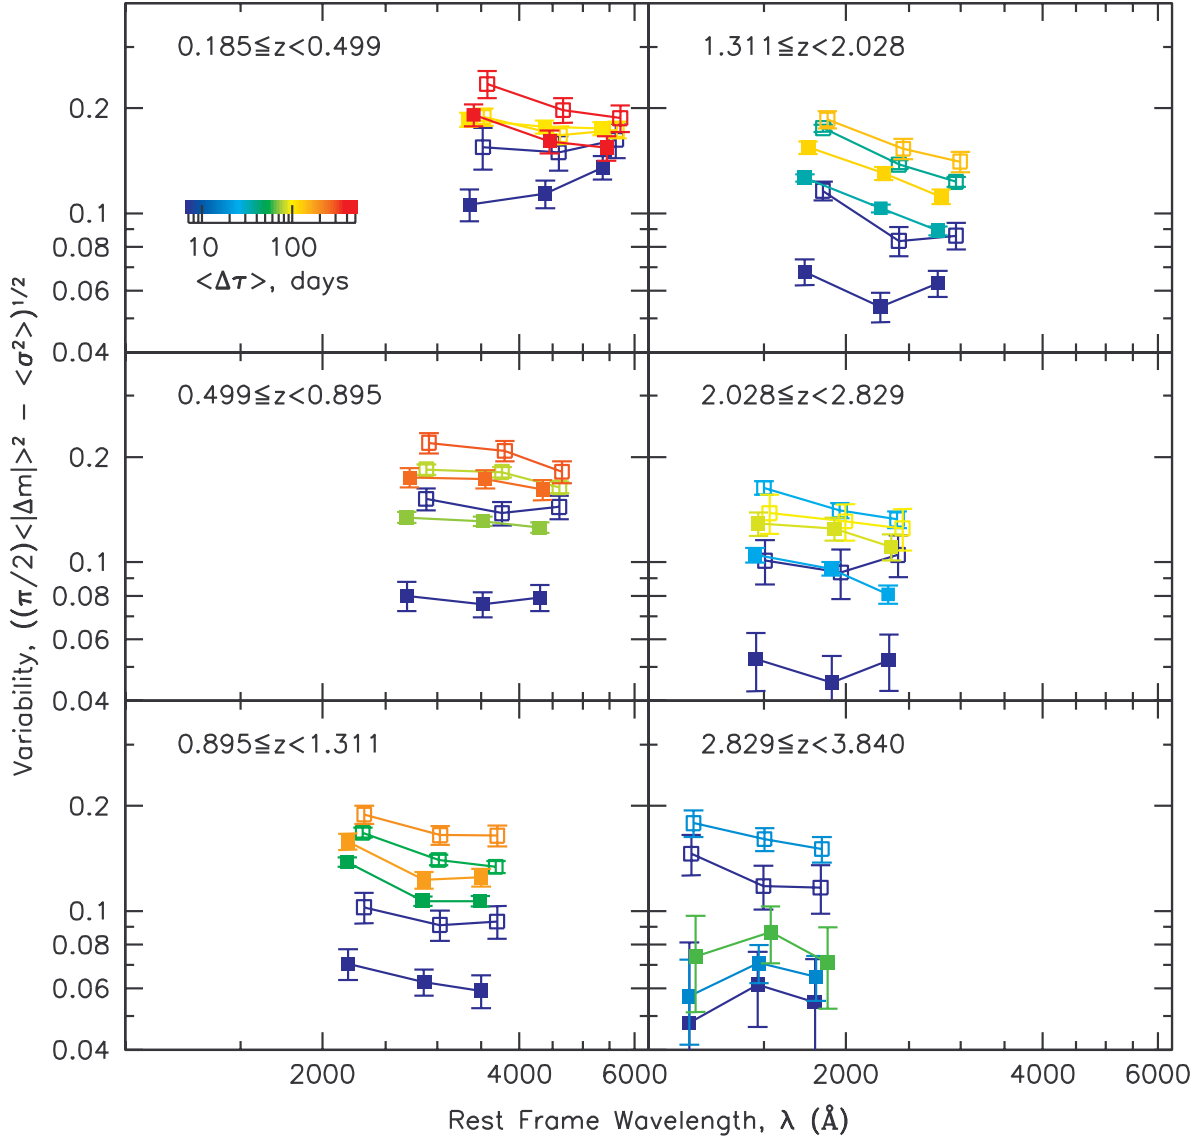 0.185≦z<0.499
1.311≦z<2.028
0.2
0.1
0.08
0.06
0.04
10 100
<Δτ>, days
0.499≦z<0.895
2.028≦z<2.829
0.2
0.1
0.08
0.06
0.04
0.895≦z<1.311
2.829≦z<3.840
0.2
0.1
0.08
0.06
0.04
2000 4000 6000 2000 4000 6000
Rest Frame Wavelength, λ (Å)
Variability, ((π/2)<|Δm|>² − <σ²>)¹/²